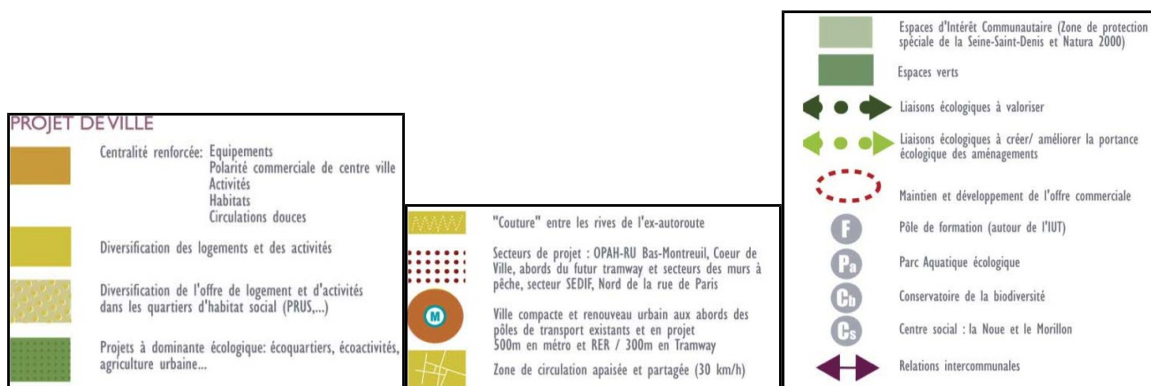 PROJET DE VILLE
Centralité renforcée: Equipements
Polarité commerciale de centre ville
Activités
Habitats
Circulations douces
Diversification des logements et des activités
Diversification de l'offre de logement et d'activités
dans les quartiers d'habitat social (PRUS,...)
Projets à dominante écologique: écoquartiers, écoactivités,
agriculture urbaine...
"Couture" entre les rives de l'ex-autoroute
Secteurs de projet : OPAH-RU Bas-Montreuil, Coeur de
Ville, abords du futur tramway et secteurs des murs à
pêche, secteur SEDIF, Nord de la rue de Paris
M
Ville compacte et renouveau urbain aux abords des
pôles de transport existants et en projet
500m en métro et RER / 300m en Tramway
Zone de circulation apaisée et partagée (30 km/h)
Espaces d'Intérêt Communautaire (Zone de protection
spéciale de la Seine-Saint-Denis et Natura 2000)
Espaces verts
Liaisons écologiques à valoriser
Liaisons écologiques à créer/ améliorer la portance
écologique des aménagements
Maintien et développement de l'offre commerciale
F
Pôle de formation (autour de l'IUT)
Pa
Parc Aquatique écologique
Cb
Conservatoire de la biodiversité
Cs
Centre social : la Noue et le Morillon
Relations intercommunales